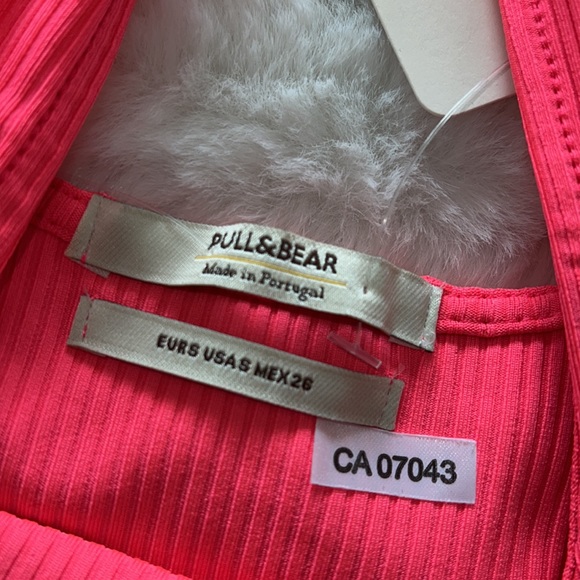 PULL&BEAR
Made in Portugal
EUR S USA S MEX 26
CA 07043